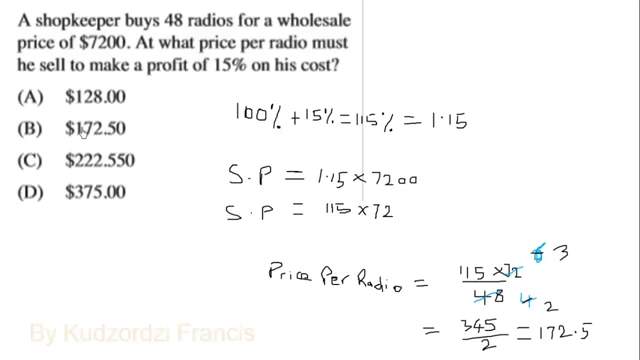 A shopkeeper buys 48 radios for a wholesale
price of $7200. At what price per radio must
he sell to make a profit of 15% on his cost?
(A) $128.00
(B) $172.50
(C) $222.550
(D) $375.00
100% + 15% = 115% = 1.15
S.P = 1.15 × 7200
S.P = 115 × 72
6 3
Price Per Radio = 115 × 72 / 48
4 2
= 345 / 2 = 172.5
By Kudzordzi Francis